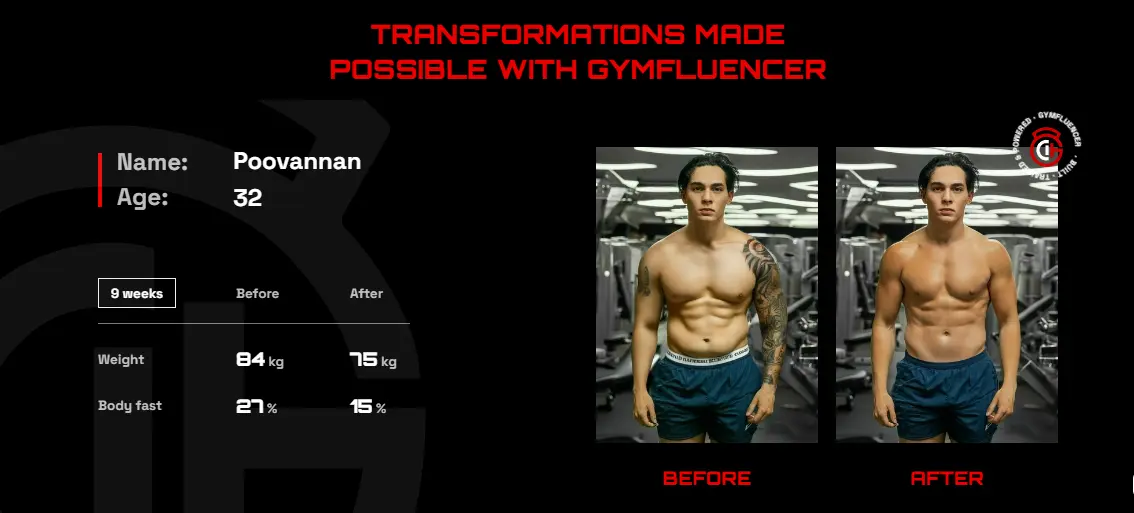 TRANSFORMATIONS MADE
POSSIBLE WITH GYMFLUENCER
Name: Poovannan
Age: 32
9 weeks Before After
Weight 84 kg 75 kg
Body fast 27 % 15 %
BEFORE
AFTER